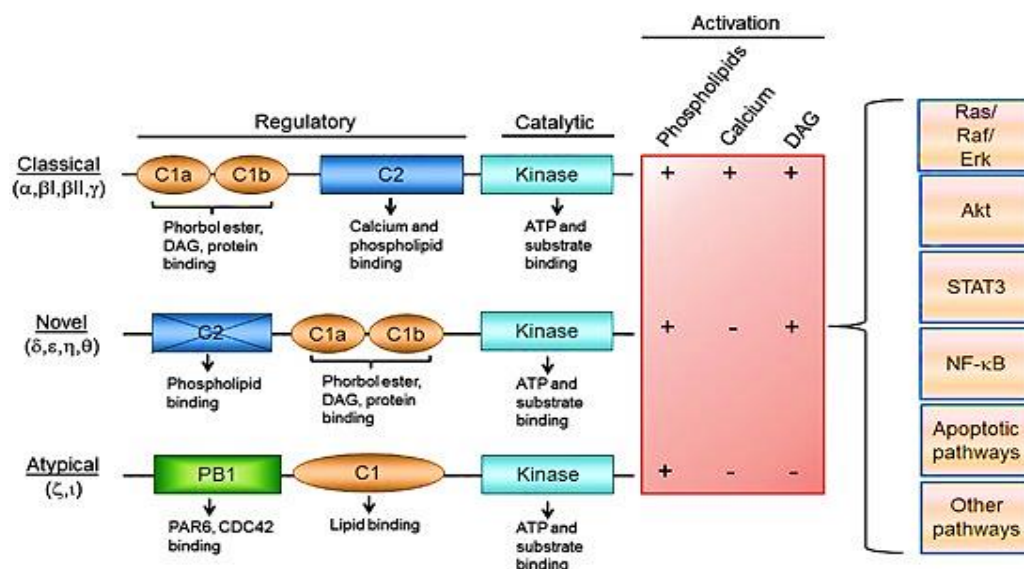 Activation
Phospholipids
Calcium
DAG
Regulatory
Catalytic
Classical
(α,βI,βII,γ)
C1a
C1b
C2
Kinase
+ + +
Phorbol ester,
DAG, protein
binding
Calcium and
phospholipid
binding
ATP and
substrate
binding
Novel
(δ,ε,η,θ)
C2
C1a
C1b
Kinase
+ - +
Phospholipid
binding
Phorbol ester,
DAG, protein
binding
ATP and
substrate
binding
Atypical
(ζ,ι)
PB1
C1
Kinase
+ - -
PAR6, CDC42
binding
Lipid binding
ATP and
substrate
binding
Ras/
Raf/
Erk
Akt
STAT3
NF-κB
Apoptotic
pathways
Other
pathways